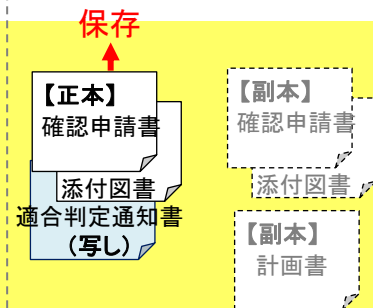 保存
【正本】
確認申請書
添付図書
適合判定通知書
（写し）
【副本】
確認申請書
添付図書
【副本】
計画書